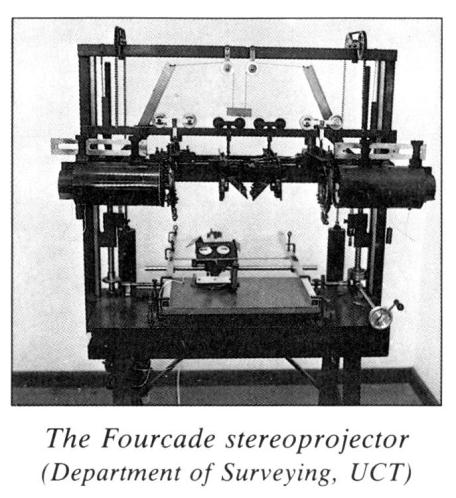 The Fourcade stereoprojector
(Department of Surveying, UCT)